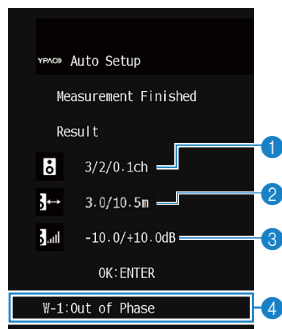 YPAO Auto Setup
Measurement Finished
Result
3/2/0.1ch
1
3.0/10.5m
2
-10.0/+10.0dB
3
OK:ENTER
W-1:Out of Phase
4